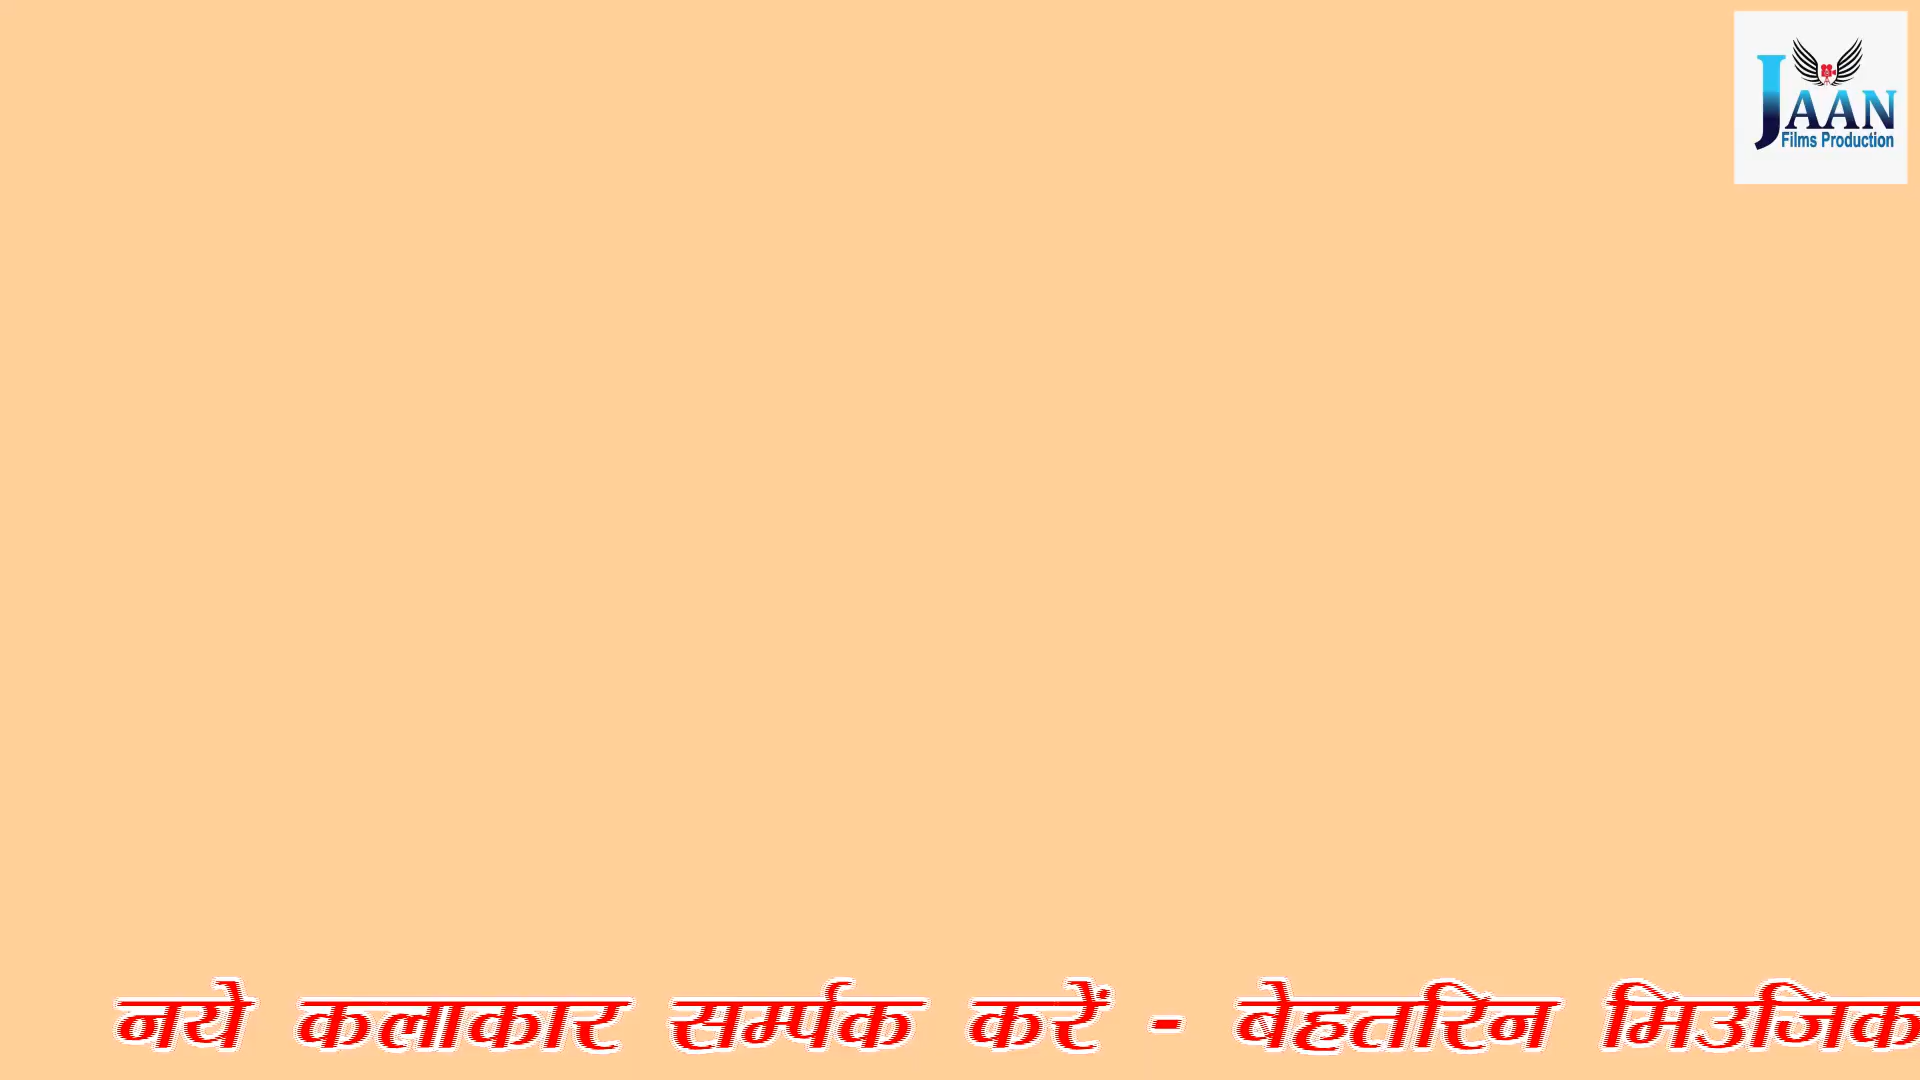 JAAN
Films Production
नये कलाकार सर्म्पक करें - बेहतरिन मिउजिक